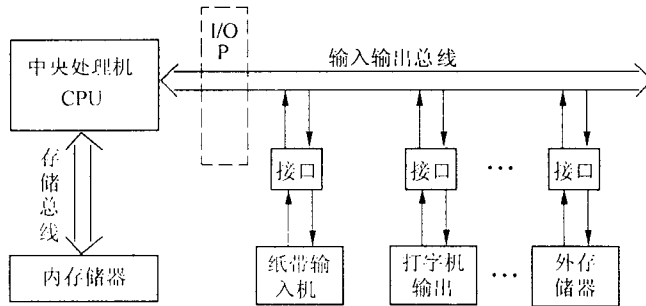 I/O
P
中央处理机
CPU
输入输出总线
存储总线
接口
接口
···
接口
内存储器
纸带输
入机
打字机
输出
···
外存储器